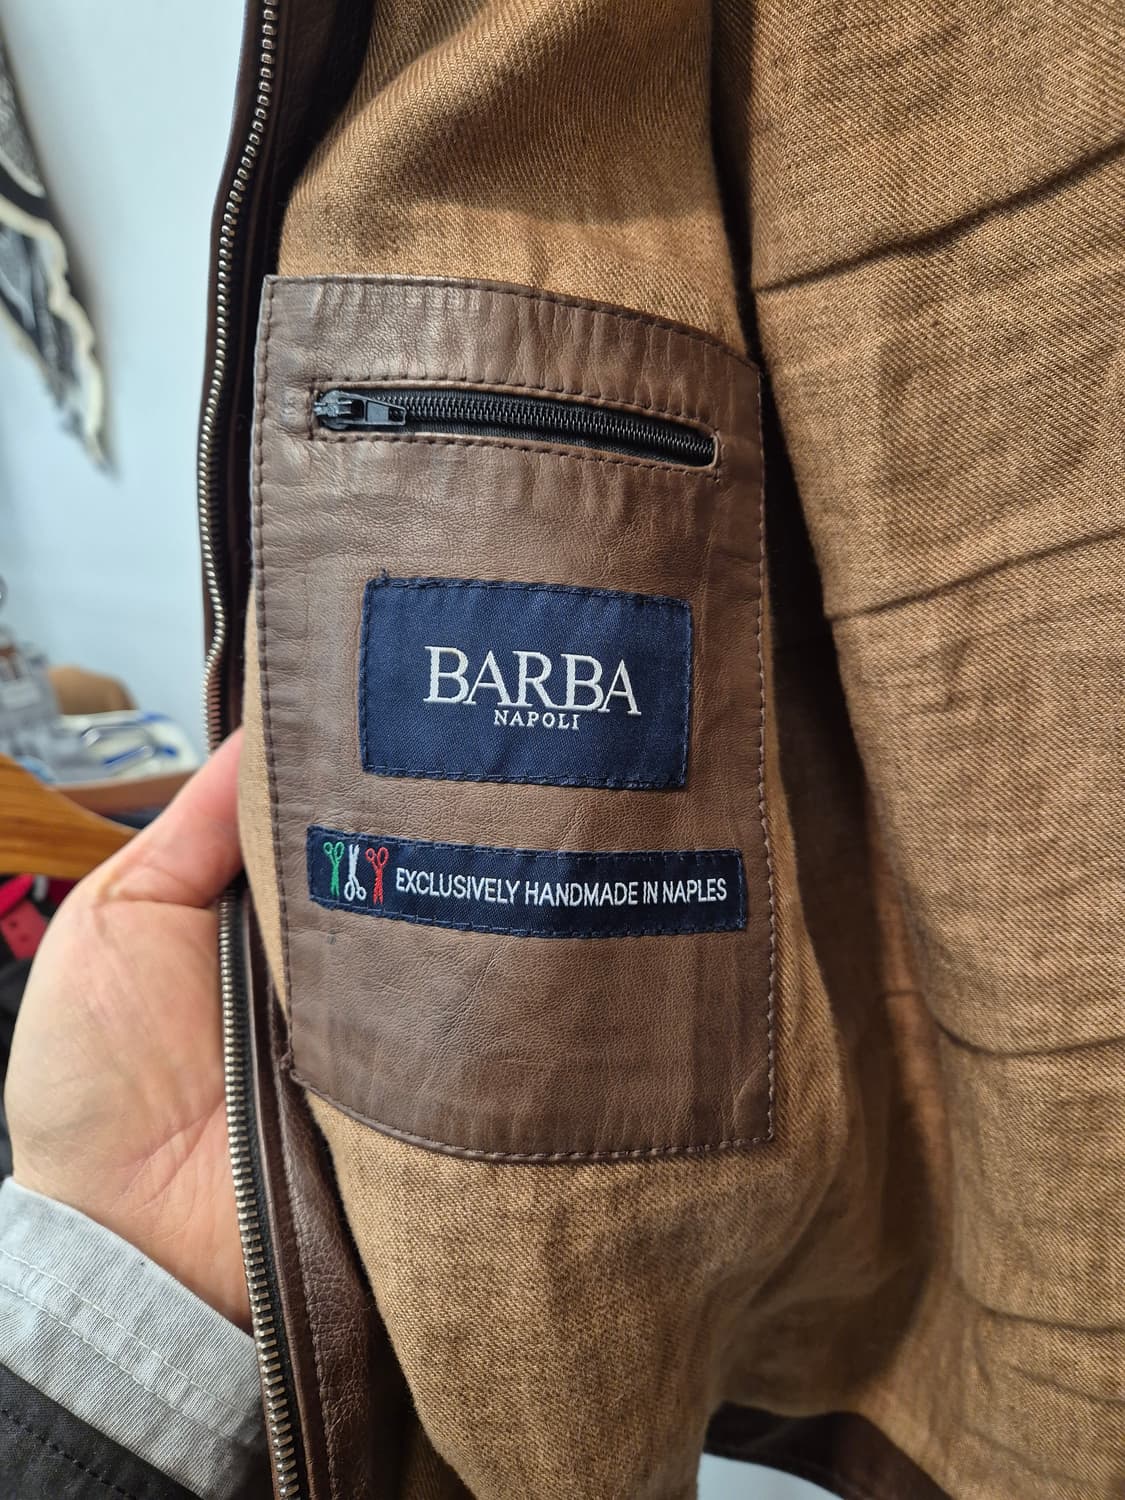 BARBA
NAPOLI
EXCLUSIVELY HANDMADE IN NAPLES